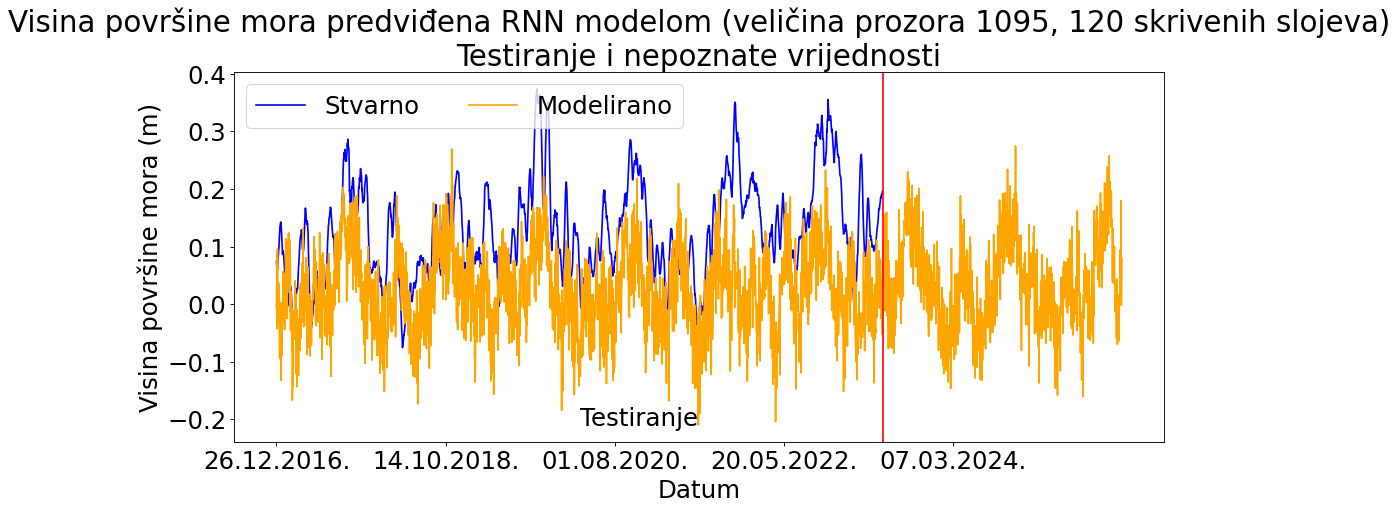 Visina površine mora predviđena RNN modelom (veličina prozora 1095, 120 skrivenih slojeva)
Testiranje i nepoznate vrijednosti
Stvarno Modelirano
Visina površine mora (m)
0.4
0.3
0.2
0.1
0.0
−0.1
−0.2
Testiranje
26.12.2016. 14.10.2018. 01.08.2020. 20.05.2022. 07.03.2024.
Datum